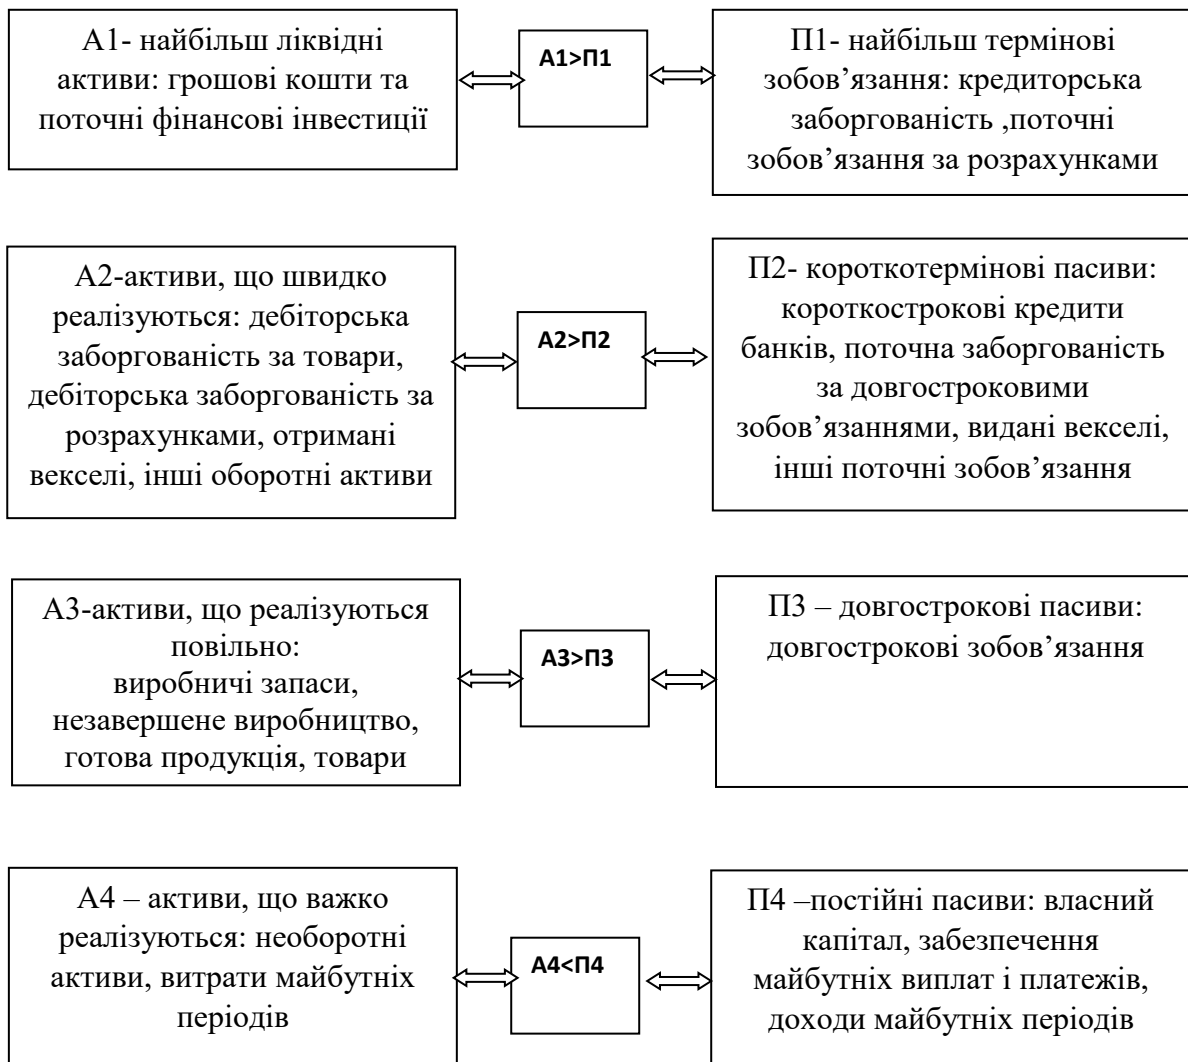 А1- найбільш ліквідні
активи: грошові кошти та
поточні фінансові інвестиції
А1>П1
П1- найбільш термінові
зобов’язання: кредиторська
заборгованість ,поточні
зобов’язання за розрахунками
А2-активи, що швидко
реалізуються: дебіторська
заборгованість за товари,
дебіторська заборгованість за
розрахунками, отримані
векселі, інші оборотні активи
А2>П2
П2- короткотермінові пасиви:
короткострокові кредити
банків, поточна заборгованість
за довгостроковими
зобов’язаннями, видані векселі,
інші поточні зобов’язання
А3-активи, що реалізуються
повільно:
виробничі запаси,
незавершене виробництво,
готова продукція, товари
А3>П3
П3 – довгострокові пасиви:
довгострокові зобов’язання
А4 – активи, що важко
реалізуються: необоротні
активи, витрати майбутніх
періодів
А4<П4
П4 –постійні пасиви: власний
капітал, забезпечення
майбутніх виплат і платежів,
доходи майбутніх періодів